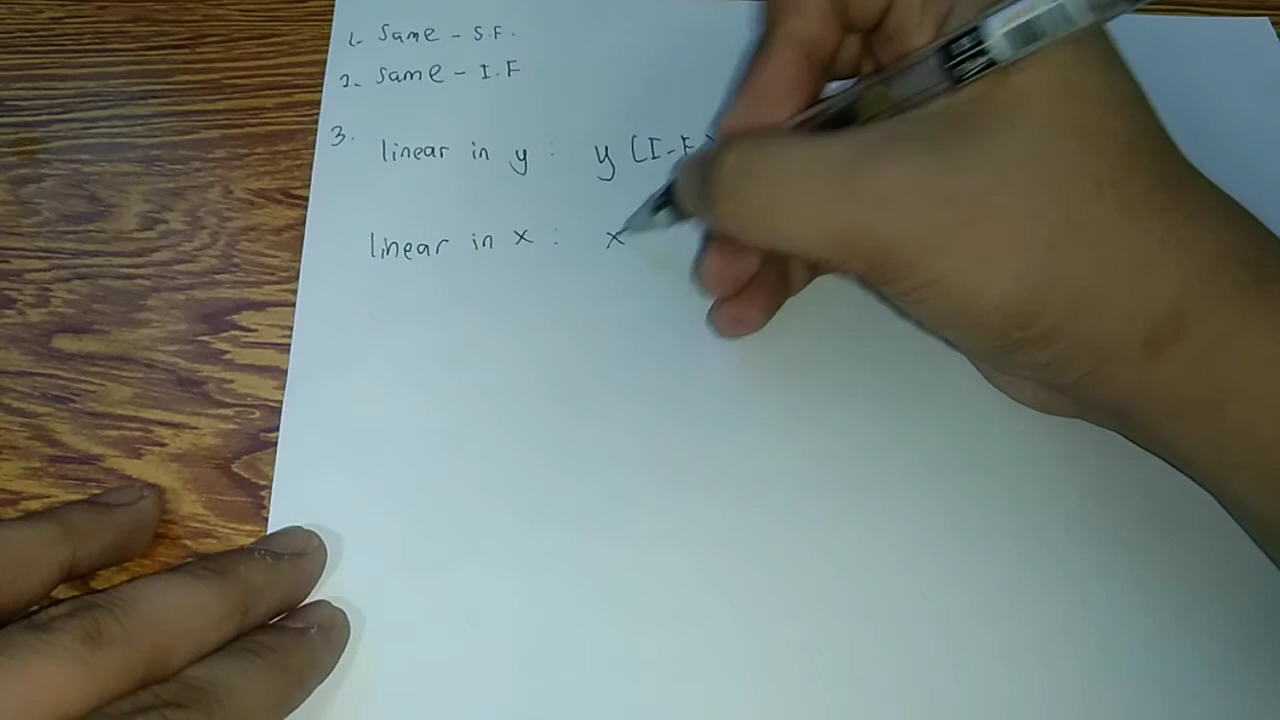 1. Same - S.F.
2. Same - I.F
3.
linear in y : y (I.F)
linear in x : x